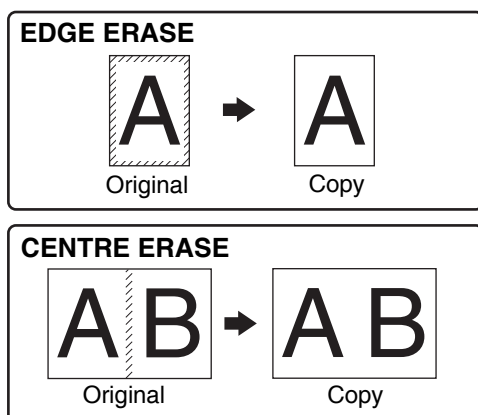 EDGE ERASE
A A
Original Copy
CENTRE ERASE
A B A B
Original Copy